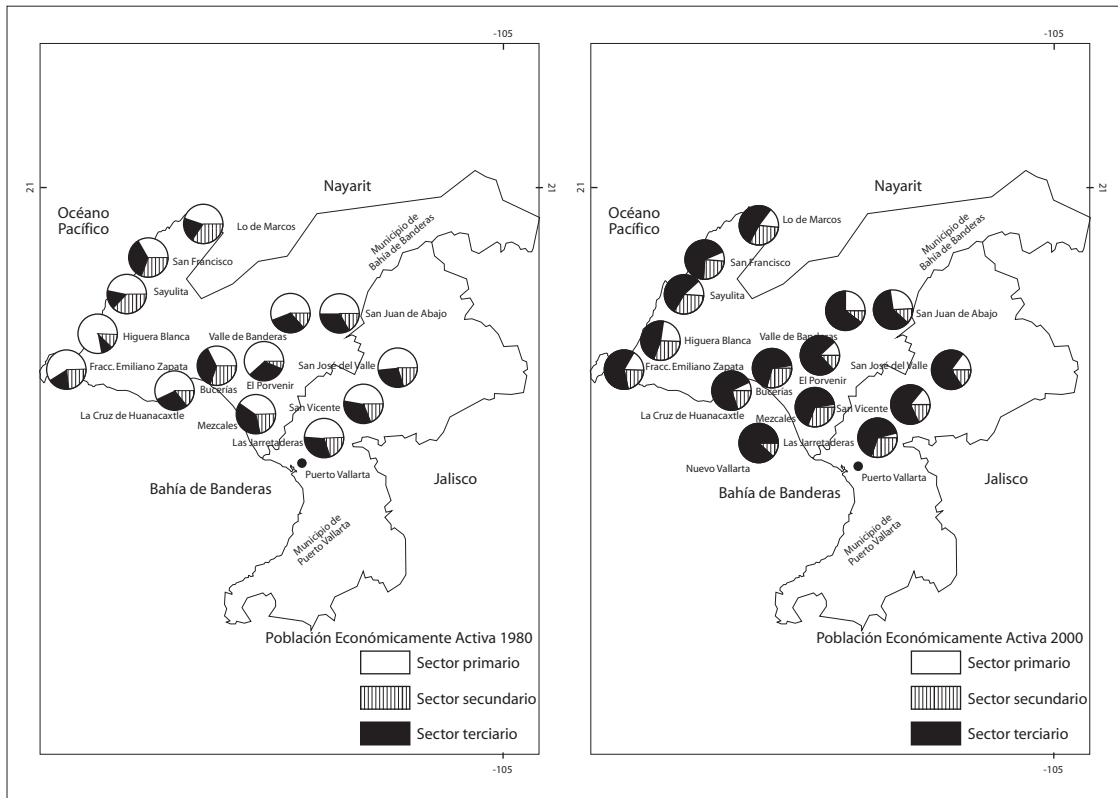 -105
21
21
Nayarit
Océano
Pacífico
Lo de Marcos
Municipio de
Bahía de Banderas
San Francisco
Sayulita
San Juan de Abajo
Higuera Blanca
Valle de Banderas
Fracc. Emiliano Zapata
San José del Valle
El Porvenir
Bucerías
La Cruz de Huanacaxtle
San Vicente
Mezcales
Las Jarretaderas
Puerto Vallarta
Bahía de Banderas
Jalisco
Municipio de
Puerto Vallarta
Población Económicamente Activa 1980
Sector primario
Sector secundario
Sector terciario
-105
-105
21
21
Nayarit
Océano
Pacífico
Lo de Marcos
Municipio de
Bahía de Banderas
San Francisco
Sayulita
San Juan de Abajo
Higuera Blanca
Valle de Banderas
Fracc. Emiliano Zapata
San José del Valle
El Porvenir
Bucerías
La Cruz de Huanacaxtle
San Vicente
Mezcales
Las Jarretaderas
Nuevo Vallarta
Puerto Vallarta
Bahía de Banderas
Jalisco
Municipio de
Puerto Vallarta
Población Económicamente Activa 2000
Sector primario
Sector secundario
Sector terciario
-105